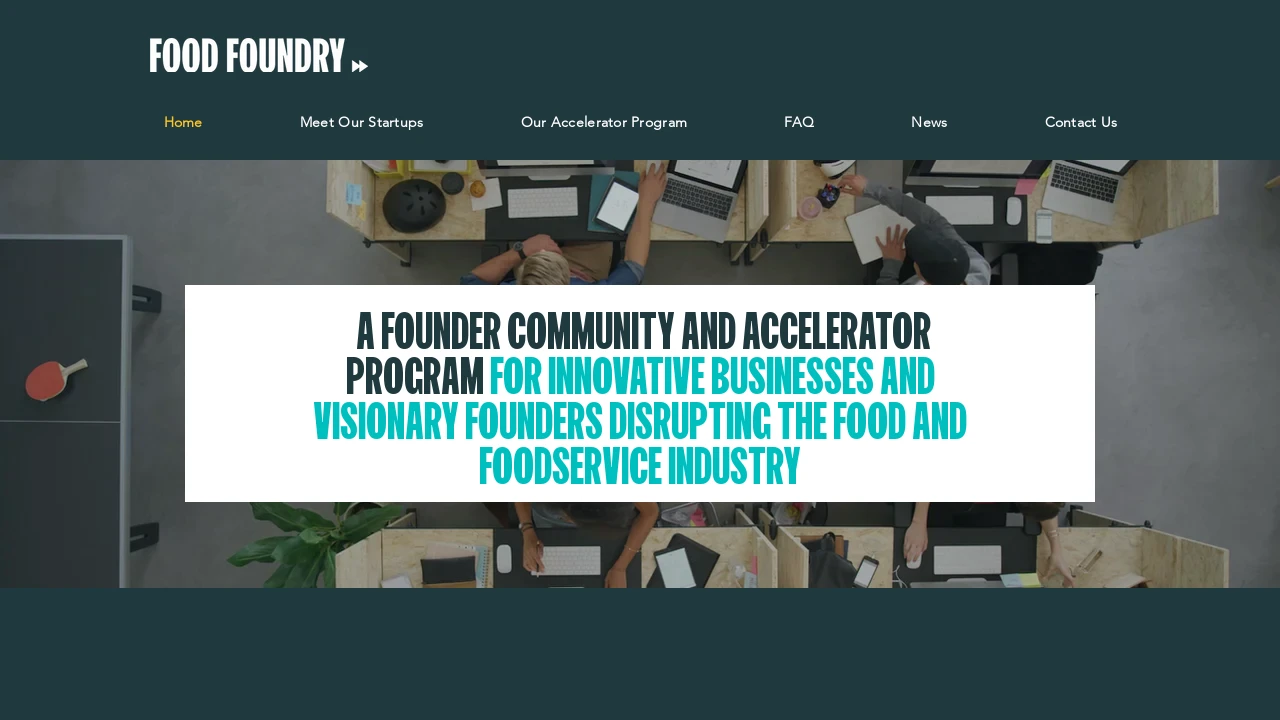 FOOD FOUNDRY
Home
Meet Our Startups
Our Accelerator Program
FAQ
News
Contact Us
A FOUNDER COMMUNITY AND ACCELERATOR
PROGRAM FOR INNOVATIVE BUSINESSES AND
VISIONARY FOUNDERS DISRUPTING THE FOOD AND
FOODSERVICE INDUSTRY